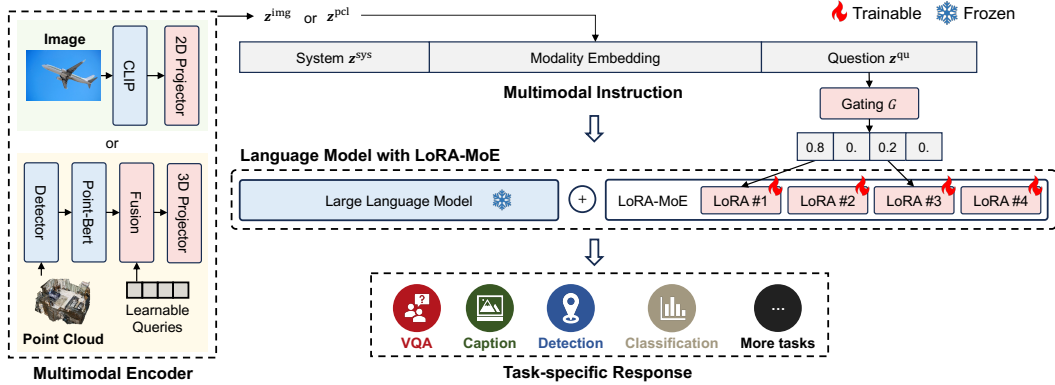 Image
CLIP
2D Projector
or
Detector
Point-Bert
Fusion
3D Projector
Learnable
Queries
Point Cloud
Multimodal Encoder
z^img or z^pcl
Trainable
Frozen
System z^sys
Modality Embedding
Question z^qu
Multimodal Instruction
Gating G
0.8
0.
0.2
0.
Language Model with LoRA-MoE
Large Language Model
+
LoRA-MoE
LoRA #1
LoRA #2
LoRA #3
LoRA #4
?
...
VQA
Caption
Detection
Classification
More tasks
Task-specific Response